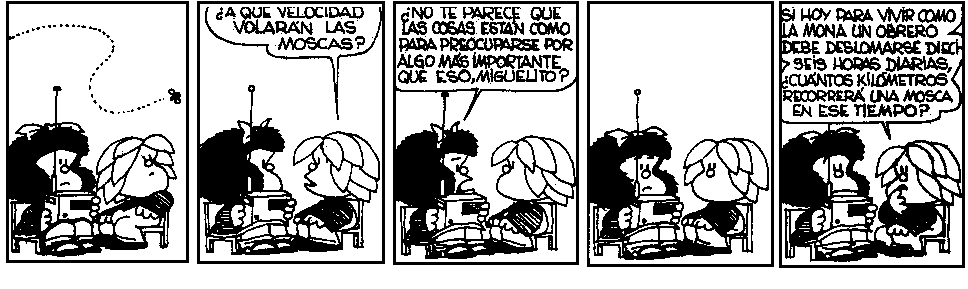 ¿A QUE VELOCIDAD
VOLARÁN LAS
MOSCAS?
¿NO TE PARECE QUE
LAS COSAS ESTÁN COMO
PARA PREOCUPARSE POR
ALGO MÁS IMPORTANTE
QUE ESO, MIGUELITO?
SI HOY PARA VIVIR COMO
LA MONA UN OBRERO
DEBE DESLOMARSE DIECI-
SEIS HORAS DIARIAS,
¿CUÁNTOS KILÓMETROS
RECORRERÁ UNA MOSCA
EN ESE TIEMPO?